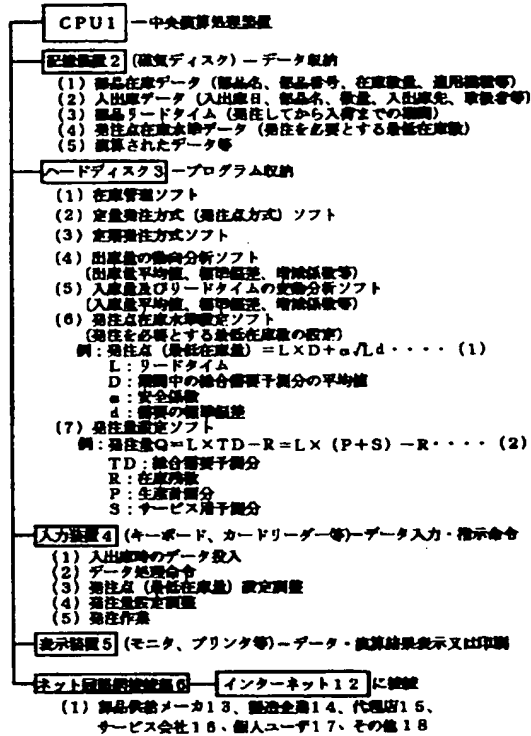 CPU1 ー中央演算処理装置
記憶装置2 (磁気ディスク) ーデータ収納
(1) 部品在庫データ (部品名、部品番号、在庫数量、適用機種等)
(2) 入出庫データ (入出庫日、部品名、数量、入出庫先、取扱者等)
(3) 部品リードタイム (発注してから入荷までの期間)
(4) 発注点在庫水準データ (発注を必要とする最低在庫数)
(5) 演算されたデータ等
ハードディスク3 ープログラム収納
(1) 在庫管理ソフト
(2) 定量発注方式 (発注点方式) ソフト
(3) 定期発注方式ソフト
(4) 出庫量の動向分析ソフト
(出庫量平均値、標準偏差、増減係数等)
(5) 入庫量及びリードタイムの変動分析ソフト
(入庫量平均値、標準偏差、増減係数等)
(6) 発注点在庫水準設定ソフト
(発注を必要とする最低在庫数の設定)
例：発注点 (最低在庫量) ＝L×D＋α√Ld・・・・ (1)
L：リードタイム
D：期間中の総合需要予測分の平均値
α：安全係数
d：需要の標準偏差
(7) 発注量設定ソフト
例：発注量Q＝L×TD－R＝L× (P＋S) －R・・・・ (2)
TD：総合需要予測分
R：在庫残数
P：生産計画分
S：サービス用予測分
入力装置4 (キーボード、カードリーダー等)ーデータ入力・指示命令
(1) 入出庫時のデータ投入
(2) データ処理命令
(3) 発注点 (最低在庫量) 設定調整
(4) 発注量設定調整
(5) 発注作業
表示装置5 (モニタ、プリンタ等) ーデータ・演算結果表示又は印刷
ネット回路網接続部6 インターネット12 に接続
(1) 部品供給メーカ13、製造企業14、代理店15、
サービス会社16、個人ユーザ17、その他18